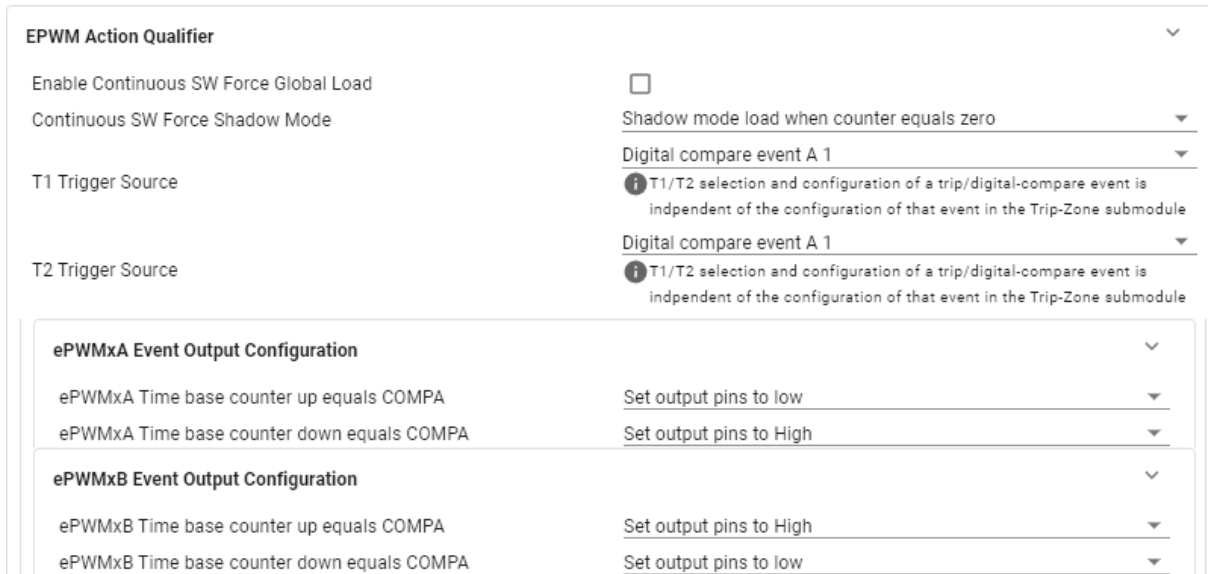 EPWM Action Qualifier
Enable Continuous SW Force Global Load
Continuous SW Force Shadow Mode
Shadow mode load when counter equals zero
Digital compare event A 1
T1 Trigger Source
T1/T2 selection and configuration of a trip/digital-compare event is
indpendent of the configuration of that event in the Trip-Zone submodule
Digital compare event A 1
T2 Trigger Source
T1/T2 selection and configuration of a trip/digital-compare event is
indpendent of the configuration of that event in the Trip-Zone submodule
ePWMxA Event Output Configuration
ePWMxA Time base counter up equals COMPA
Set output pins to low
ePWMxA Time base counter down equals COMPA
Set output pins to High
ePWMxB Event Output Configuration
ePWMxB Time base counter up equals COMPA
Set output pins to High
ePWMxB Time base counter down equals COMPA
Set output pins to low